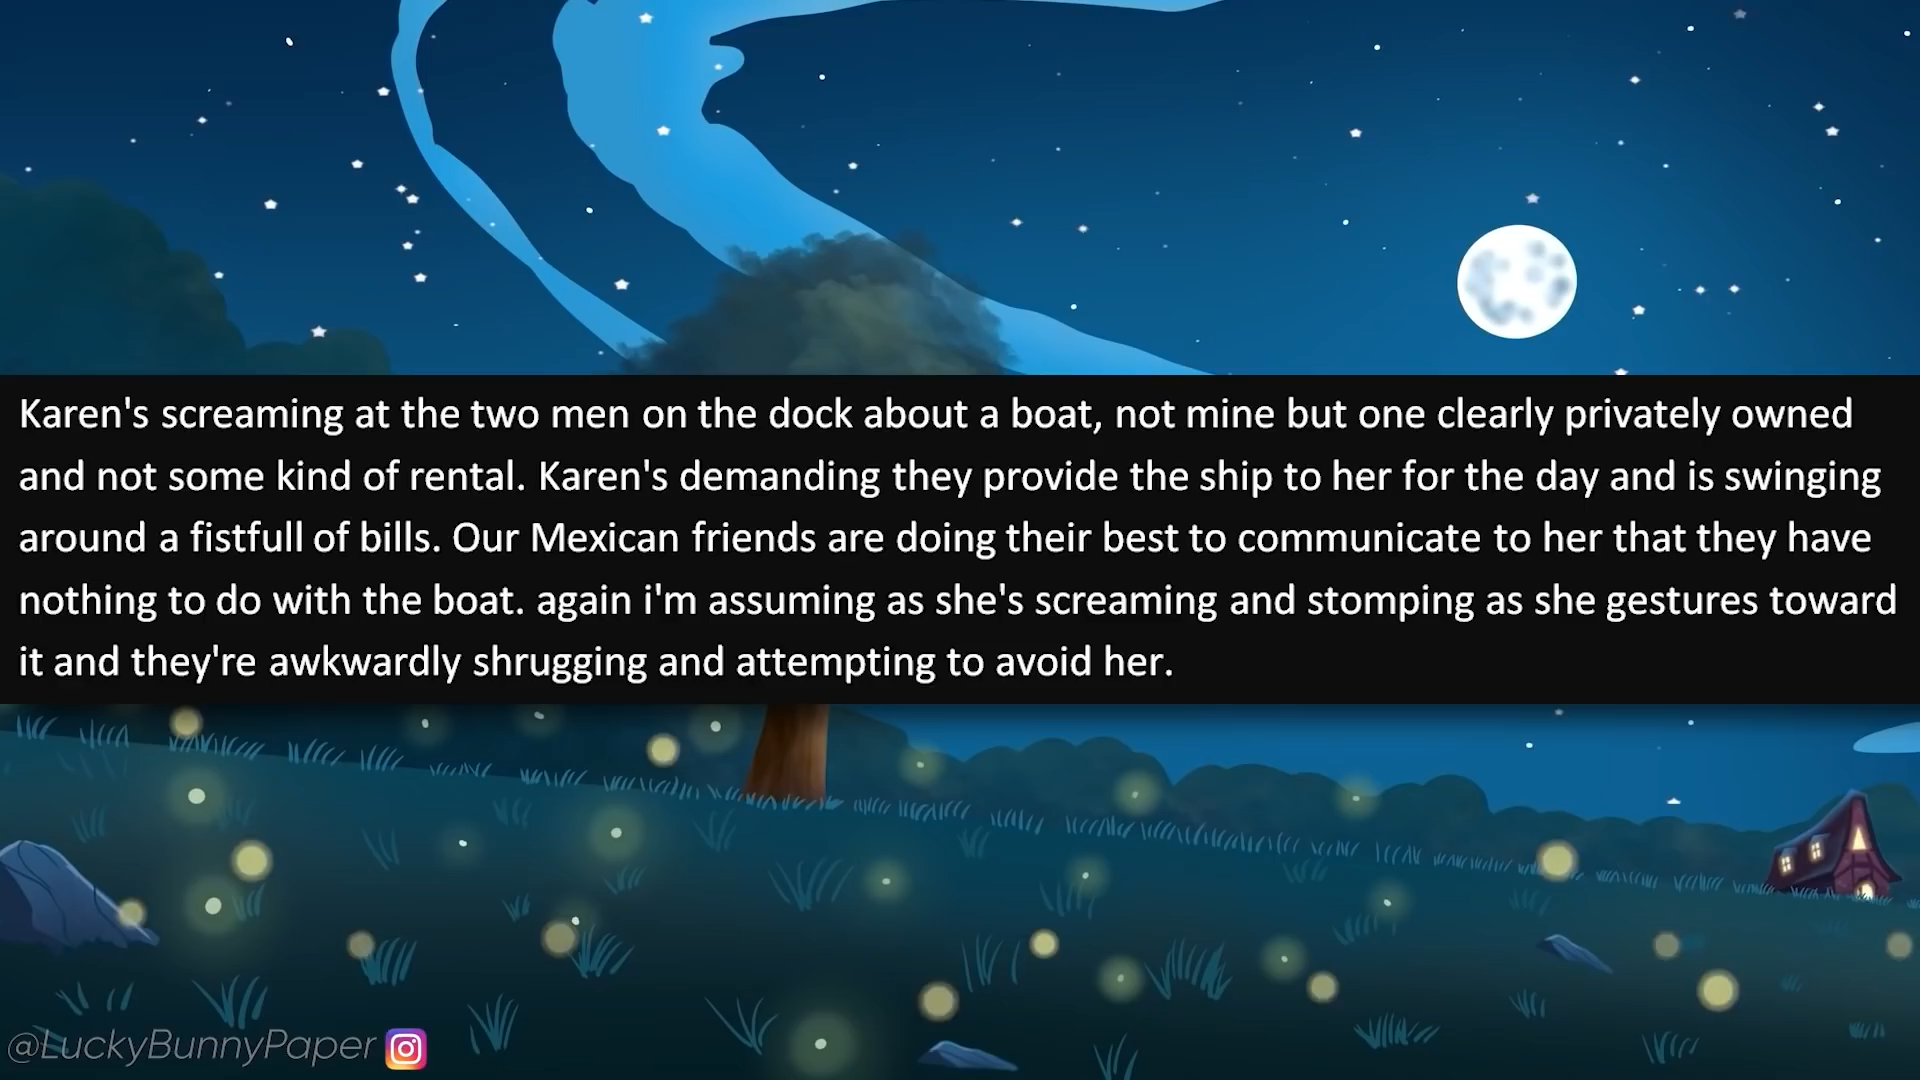 Karen's screaming at the two men on the dock about a boat, not mine but one clearly privately owned
and not some kind of rental. Karen's demanding they provide the ship to her for the day and is swinging
around a fistfull of bills. Our Mexican friends are doing their best to communicate to her that they have
nothing to do with the boat. again i'm assuming as she's screaming and stomping as she gestures toward
it and they're awkwardly shrugging and attempting to avoid her.
@LuckyBunnyPaper